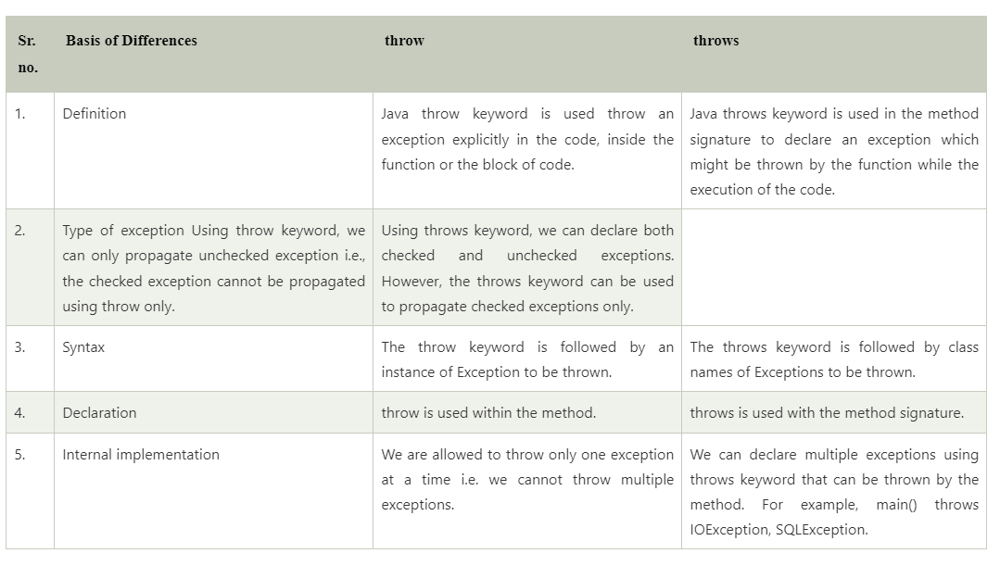 Sr.
no.
Basis of Differences
throw
throws
1.
Definition
Java throw keyword is used throw an
exception explicitly in the code, inside the
function or the block of code.
Java throws keyword is used in the method
signature to declare an exception which
might be thrown by the function while the
execution of the code.
2.
Type of exception Using throw keyword, we
can only propagate unchecked exception i.e.,
the checked exception cannot be propagated
using throw only.
Using throws keyword, we can declare both
checked and unchecked exceptions.
However, the throws keyword can be used
to propagate checked exceptions only.
3.
Syntax
The throw keyword is followed by an
instance of Exception to be thrown.
The throws keyword is followed by class
names of Exceptions to be thrown.
4.
Declaration
throw is used within the method.
throws is used with the method signature.
5.
Internal implementation
We are allowed to throw only one exception
at a time i.e. we cannot throw multiple
exceptions.
We can declare multiple exceptions using
throws keyword that can be thrown by the
method. For example, main() throws
IOException, SQLException.